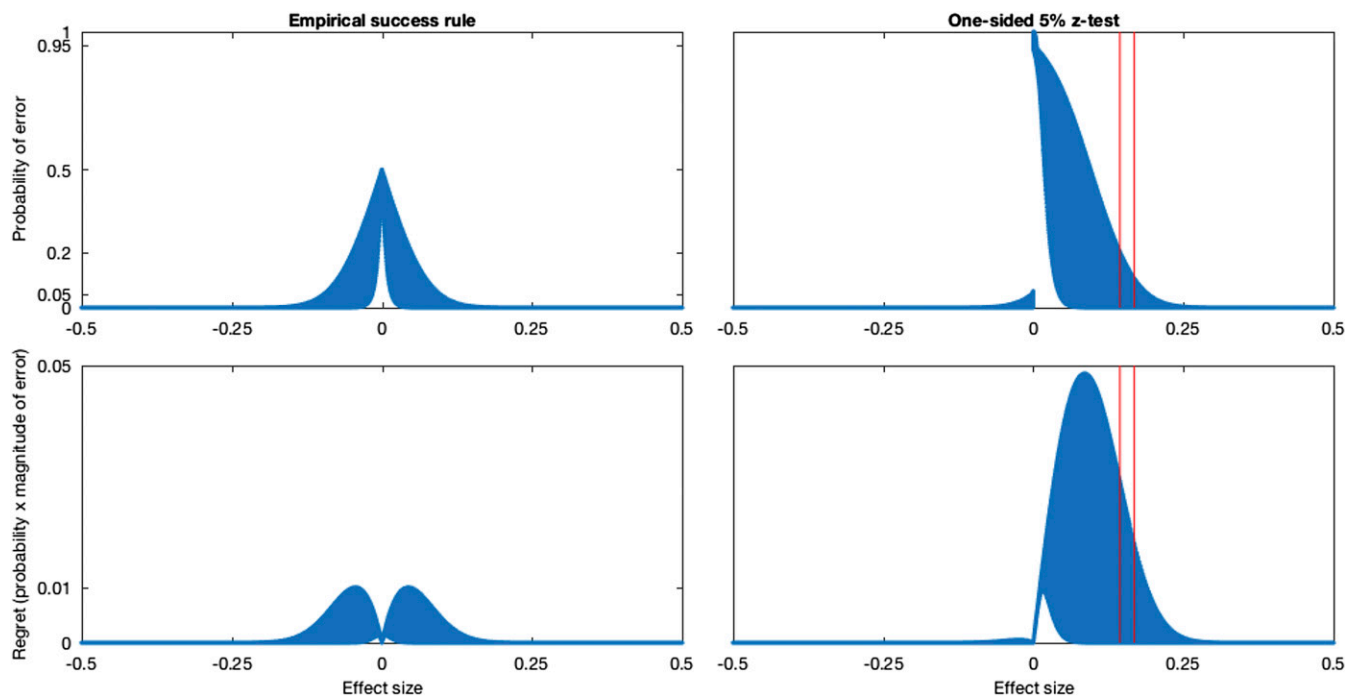 Empirical success rule
One-sided 5% z-test
Probability of error
1
0.95
0.5
0.2
0.05
0
-0.5 -0.25 0 0.25 0.5
-0.5 -0.25 0 0.25 0.5
Regret (probability x magnitude of error)
0.05
0.01
0
-0.5 -0.25 0 0.25 0.5
Effect size
-0.5 -0.25 0 0.25 0.5
Effect size